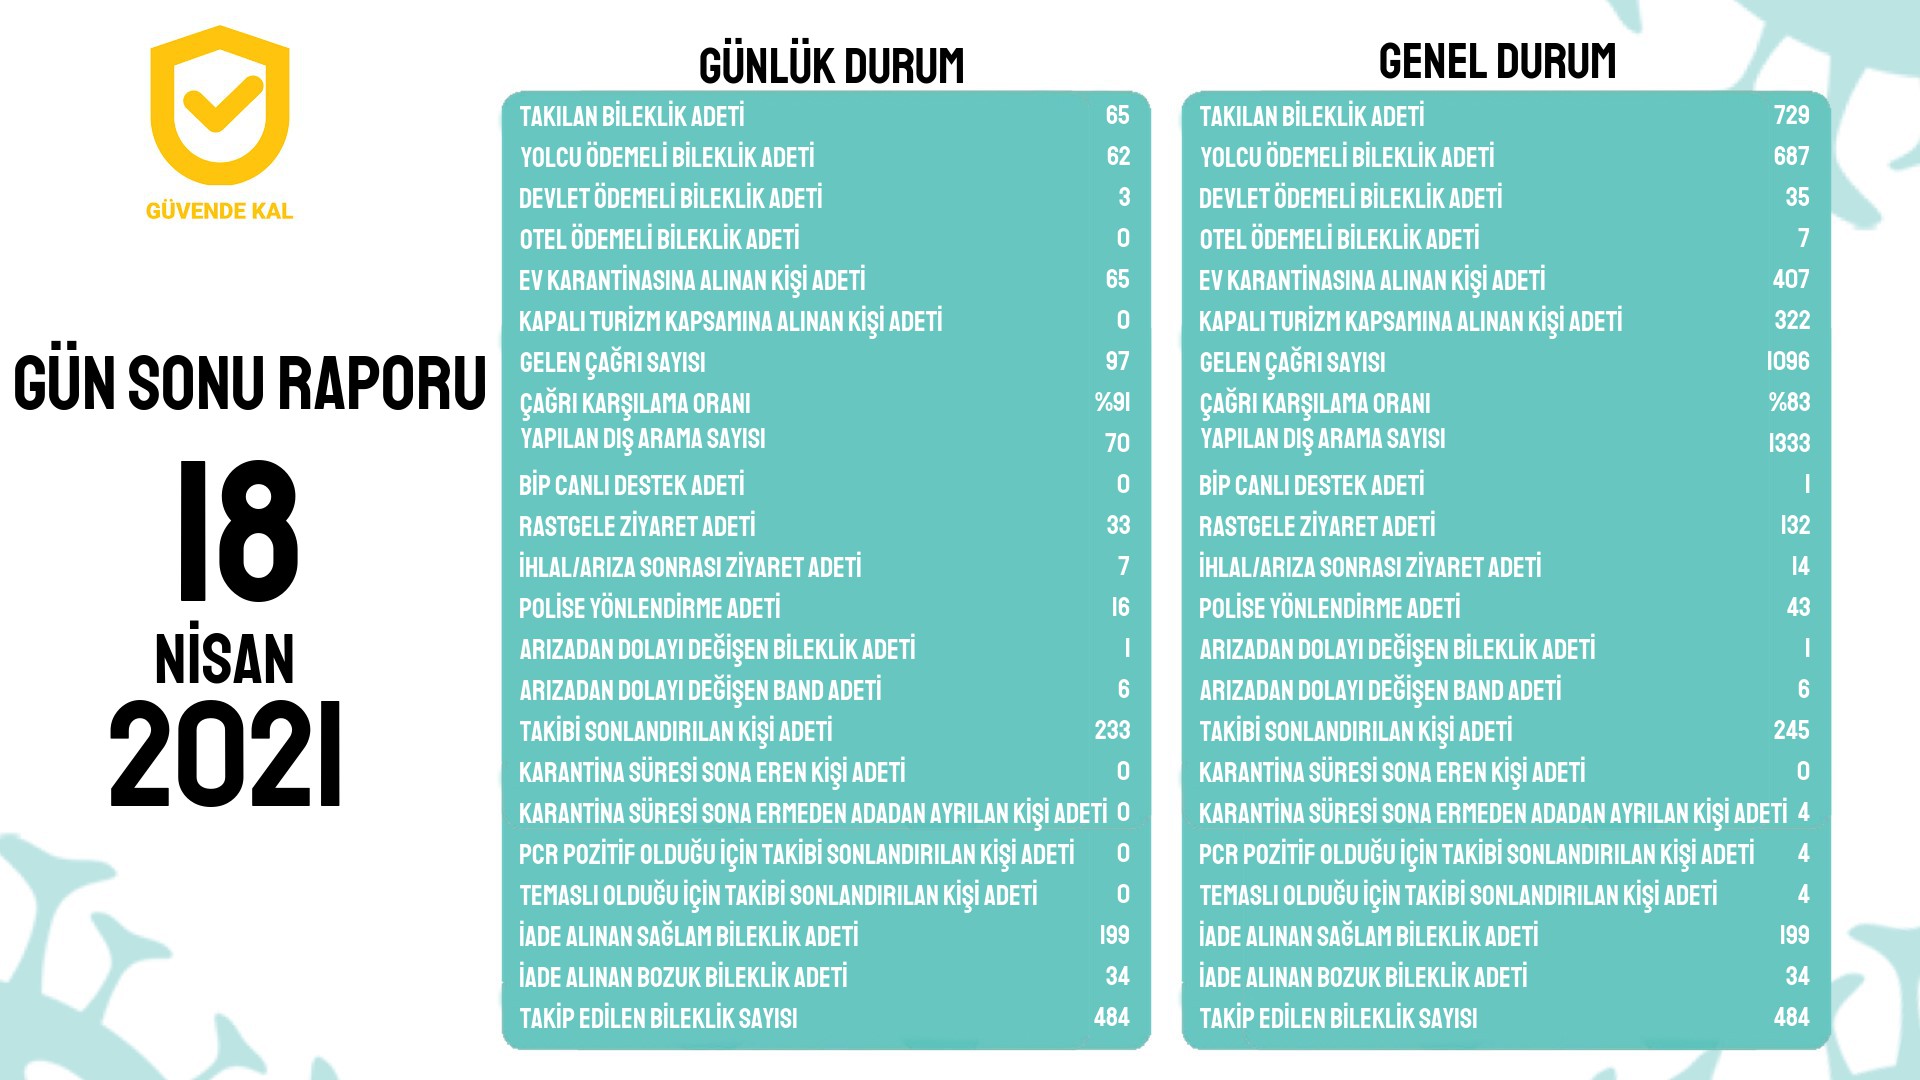 GÜVENDE KAL
GÜN SONU RAPORU
18
NİSAN
2021
GÜNLÜK DURUM
TAKILAN BİLEKLİK ADETİ 65
YOLCU ÖDEMELİ BİLEKLİK ADETİ 62
DEVLET ÖDEMELİ BİLEKLİK ADETİ 3
OTEL ÖDEMELİ BİLEKLİK ADETİ 0
EV KARANTİNASINA ALINAN KİŞİ ADETİ 65
KAPALI TURİZM KAPSAMINA ALINAN KİŞİ ADETİ 0
GELEN ÇAĞRI SAYISI 97
ÇAĞRI KARŞILAMA ORANI %91
YAPILAN DIŞ ARAMA SAYISI 70
BİP CANLI DESTEK ADETİ 0
RASTGELE ZİYARET ADETİ 33
İHLAL/ARIZA SONRASI ZİYARET ADETİ 7
POLİSE YÖNLENDİRME ADETİ 16
ARIZADAN DOLAYI DEĞİŞEN BİLEKLİK ADETİ 1
ARIZADAN DOLAYI DEĞİŞEN BAND ADETİ 6
TAKİBİ SONLANDIRILAN KİŞİ ADETİ 233
KARANTİNA SÜRESİ SONA EREN KİŞİ ADETİ 0
KARANTİNA SÜRESİ SONA ERMEDEN ADADAN AYRILAN KİŞİ ADETİ 0
PCR POZİTİF OLDUĞU İÇİN TAKİBİ SONLANDIRILAN KİŞİ ADETİ 0
TEMASLI OLDUĞU İÇİN TAKİBİ SONLANDIRILAN KİŞİ ADETİ 0
İADE ALINAN SAĞLAM BİLEKLİK ADETİ 199
İADE ALINAN BOZUK BİLEKLİK ADETİ 34
TAKİP EDİLEN BİLEKLİK SAYISI 484
GENEL DURUM
TAKILAN BİLEKLİK ADETİ 729
YOLCU ÖDEMELİ BİLEKLİK ADETİ 687
DEVLET ÖDEMELİ BİLEKLİK ADETİ 35
OTEL ÖDEMELİ BİLEKLİK ADETİ 7
EV KARANTİNASINA ALINAN KİŞİ ADETİ 407
KAPALI TURİZM KAPSAMINA ALINAN KİŞİ ADETİ 322
GELEN ÇAĞRI SAYISI 1096
ÇAĞRI KARŞILAMA ORANI %83
YAPILAN DIŞ ARAMA SAYISI 1333
BİP CANLI DESTEK ADETİ 1
RASTGELE ZİYARET ADETİ 132
İHLAL/ARIZA SONRASI ZİYARET ADETİ 14
POLİSE YÖNLENDİRME ADETİ 43
ARIZADAN DOLAYI DEĞİŞEN BİLEKLİK ADETİ 1
ARIZADAN DOLAYI DEĞİŞEN BAND ADETİ 6
TAKİBİ SONLANDIRILAN KİŞİ ADETİ 245
KARANTİNA SÜRESİ SONA EREN KİŞİ ADETİ 0
KARANTİNA SÜRESİ SONA ERMEDEN ADADAN AYRILAN KİŞİ ADETİ 4
PCR POZİTİF OLDUĞU İÇİN TAKİBİ SONLANDIRILAN KİŞİ ADETİ 4
TEMASLI OLDUĞU İÇİN TAKİBİ SONLANDIRILAN KİŞİ ADETİ 4
İADE ALINAN SAĞLAM BİLEKLİK ADETİ 199
İADE ALINAN BOZUK BİLEKLİK ADETİ 34
TAKİP EDİLEN BİLEKLİK SAYISI 484